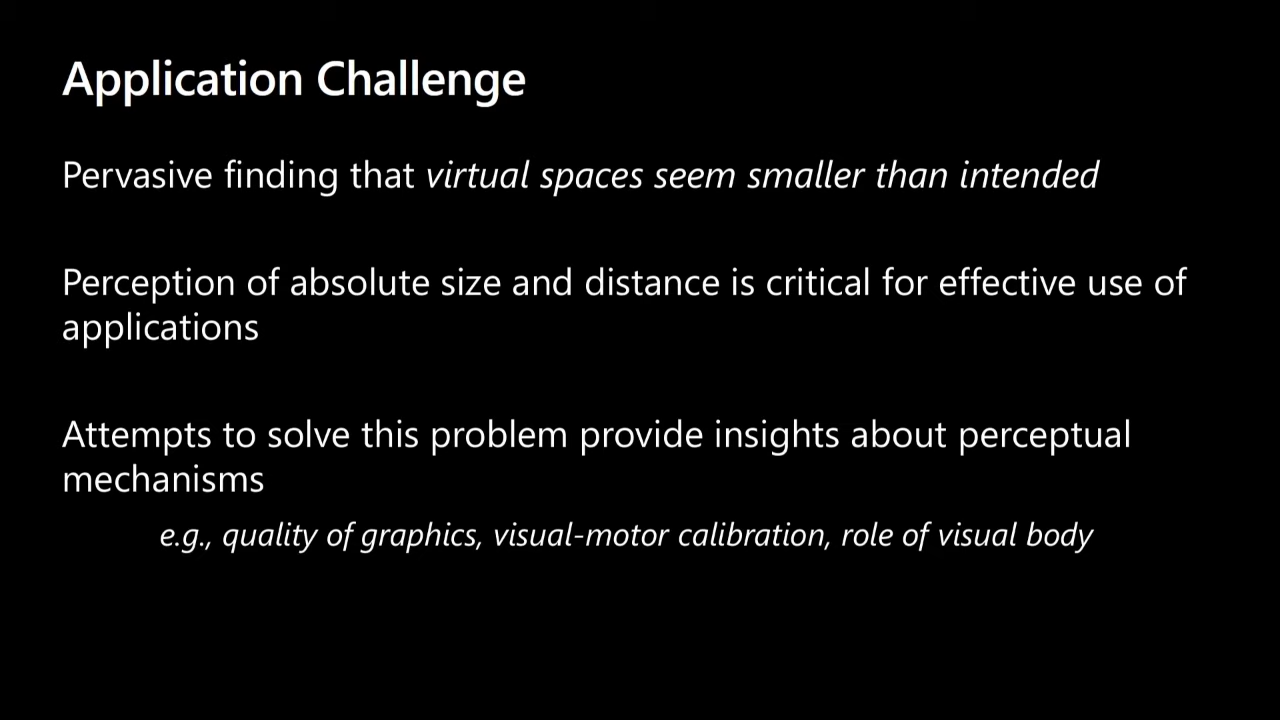 Application Challenge
Pervasive finding that virtual spaces seem smaller than intended
Perception of absolute size and distance is critical for effective use of
applications
Attempts to solve this problem provide insights about perceptual
mechanisms
e.g., quality of graphics, visual-motor calibration, role of visual body